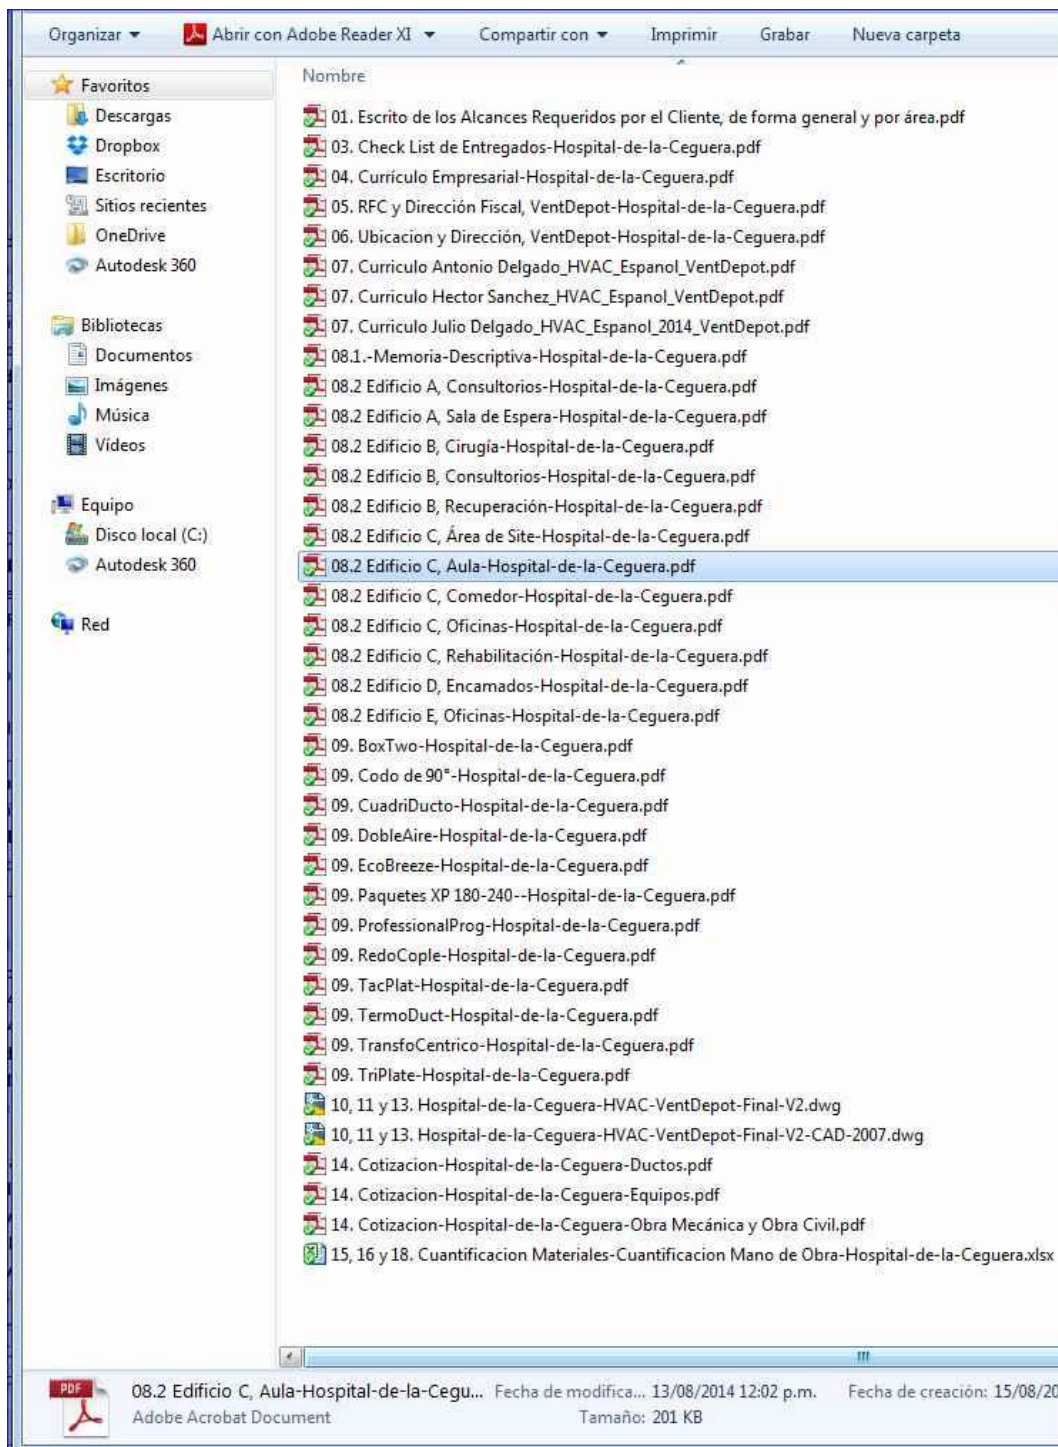 Organizar Abrir con Adobe Reader XI Compartir con Imprimir Grabar Nueva carpeta
Favoritos
Descargas
Dropbox
Escritorio
Sitios recientes
OneDrive
Autodesk 360
Bibliotecas
Documentos
Imágenes
Música
Vídeos
Equipo
Disco local (C:)
Autodesk 360
Red
Nombre
01. Escrito de los Alcances Requeridos por el Cliente, de forma general y por área.pdf
03. Check List de Entregados-Hospital-de-la-Ceguera.pdf
04. Currículo Empresarial-Hospital-de-la-Ceguera.pdf
05. RFC y Dirección Fiscal, VentDepot-Hospital-de-la-Ceguera.pdf
06. Ubicacion y Dirección, VentDepot-Hospital-de-la-Ceguera.pdf
07. Curriculo Antonio Delgado_HVAC_Espanol_VentDepot.pdf
07. Curriculo Hector Sanchez_HVAC_Espanol_VentDepot.pdf
07. Curriculo Julio Delgado_HVAC_Espanol_2014_VentDepot.pdf
08.1.-Memoria-Descriptiva-Hospital-de-la-Ceguera.pdf
08.2 Edificio A, Consultorios-Hospital-de-la-Ceguera.pdf
08.2 Edificio A, Sala de Espera-Hospital-de-la-Ceguera.pdf
08.2 Edificio B, Cirugía-Hospital-de-la-Ceguera.pdf
08.2 Edificio B, Consultorios-Hospital-de-la-Ceguera.pdf
08.2 Edificio B, Recuperación-Hospital-de-la-Ceguera.pdf
08.2 Edificio C, Área de Site-Hospital-de-la-Ceguera.pdf
08.2 Edificio C, Aula-Hospital-de-la-Ceguera.pdf
08.2 Edificio C, Comedor-Hospital-de-la-Ceguera.pdf
08.2 Edificio C, Oficinas-Hospital-de-la-Ceguera.pdf
08.2 Edificio C, Rehabilitación-Hospital-de-la-Ceguera.pdf
08.2 Edificio D, Encamados-Hospital-de-la-Ceguera.pdf
08.2 Edificio E, Oficinas-Hospital-de-la-Ceguera.pdf
09. BoxTwo-Hospital-de-la-Ceguera.pdf
09. Codo de 90°-Hospital-de-la-Ceguera.pdf
09. CuadriDucto-Hospital-de-la-Ceguera.pdf
09. DobleAire-Hospital-de-la-Ceguera.pdf
09. EcoBreeze-Hospital-de-la-Ceguera.pdf
09. Paquetes XP 180-240--Hospital-de-la-Ceguera.pdf
09. ProfessionalProg-Hospital-de-la-Ceguera.pdf
09. RedoCople-Hospital-de-la-Ceguera.pdf
09. TacPlat-Hospital-de-la-Ceguera.pdf
09. TermoDuct-Hospital-de-la-Ceguera.pdf
09. TransfoCentrico-Hospital-de-la-Ceguera.pdf
09. TriPlate-Hospital-de-la-Ceguera.pdf
10, 11 y 13. Hospital-de-la-Ceguera-HVAC-VentDepot-Final-V2.dwg
10, 11 y 13. Hospital-de-la-Ceguera-HVAC-VentDepot-Final-V2-CAD-2007.dwg
14. Cotizacion-Hospital-de-la-Ceguera-Ductos.pdf
14. Cotizacion-Hospital-de-la-Ceguera-Equipos.pdf
14. Cotizacion-Hospital-de-la-Ceguera-Obra Mecánica y Obra Civil.pdf
15, 16 y 18. Cuantificacion Materiales-Cuantificacion Mano de Obra-Hospital-de-la-Ceguera.xlsx
PDF
08.2 Edificio C, Aula-Hospital-de-la-Cegu... Fecha de modifica... 13/08/2014 12:02 p.m. Fecha de creación: 15/08/20
Adobe Acrobat Document Tamaño: 201 KB